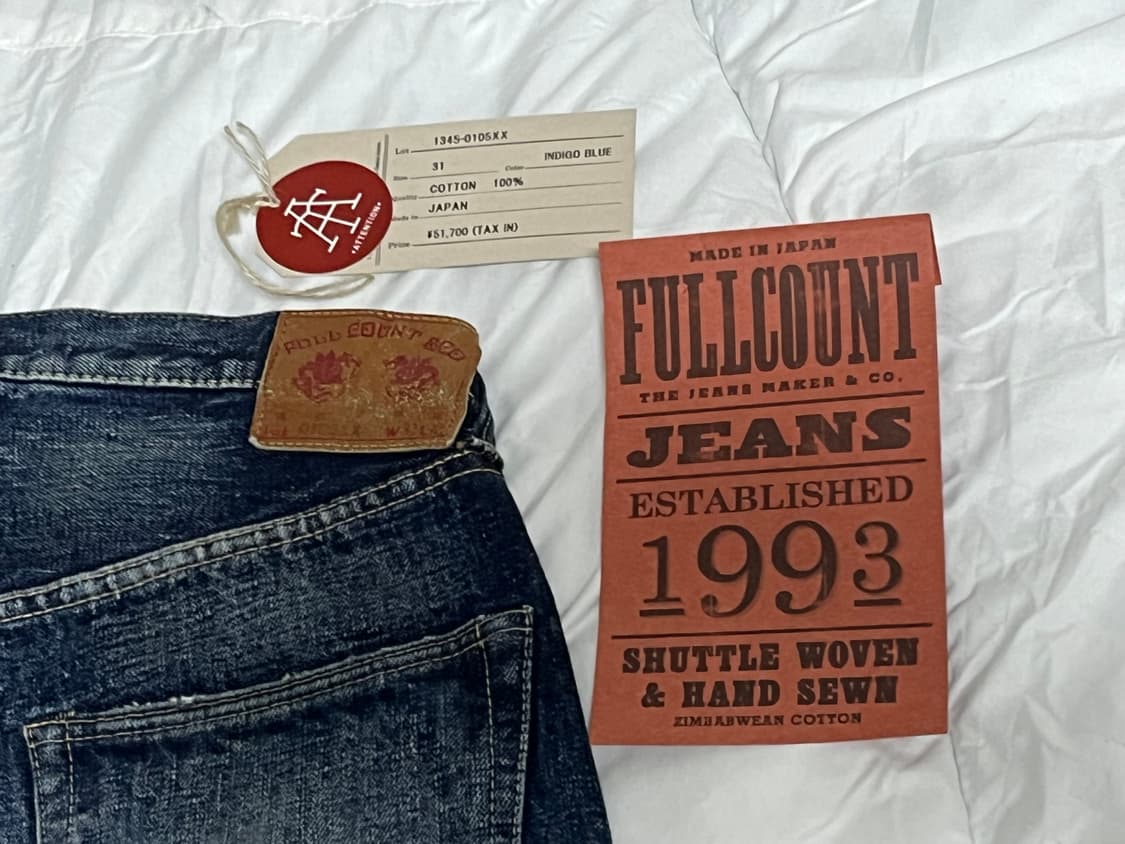 Lot 1345-0105XX
Size 31 Color INDIGO BLUE
Quality COTTON 100%
Made in JAPAN
Price ¥51,700 (TAX IN)
•ATTENTION•
MADE IN JAPAN
FULLCOUNT
THE JEANS MAKER & CO.
JEANS
ESTABLISHED
1993
SHUTTLE WOVEN
& HAND SEWN
ZIMBABWEAN COTTON
FULL COUNT &CO
Lot